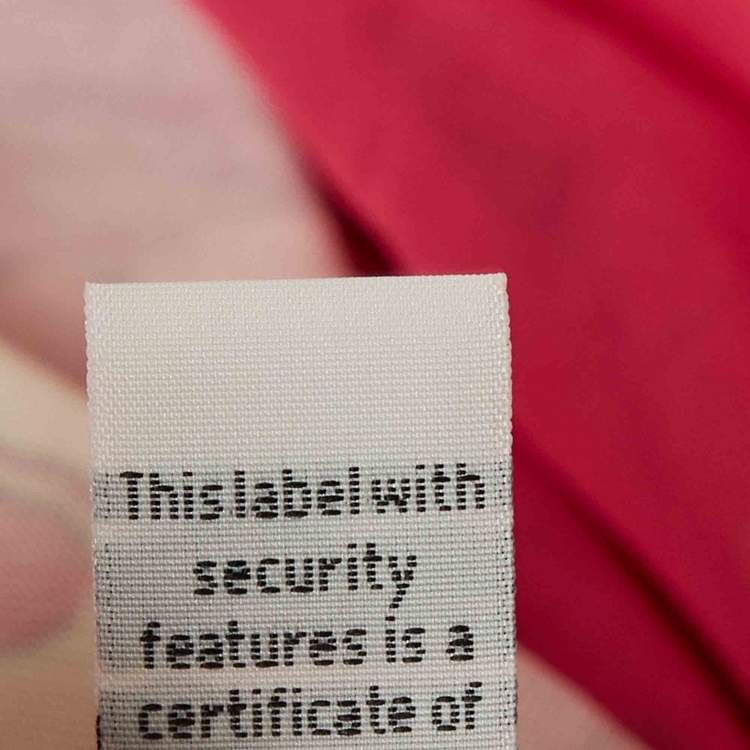 This label with
security
features is a
certificate of